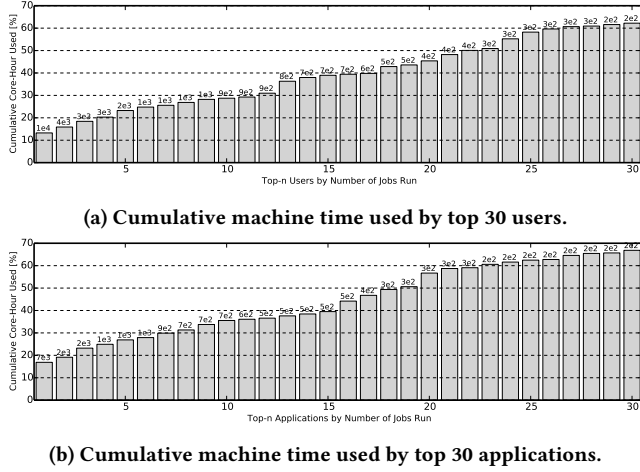 70
60
50
40
30
20
10
0
Cumulative Core-Hour Used [%]
1e4 4e3 3e3 3e3 2e3 1e3 1e3 1e3 1e3 9e2 9e2 9e2 8e2 7e2 7e2 7e2 7e2 5e2 5e2 4e2 4e2 4e2 4e2 4e2 3e2 3e2 3e2 3e2 3e2 3e2
5 10 15 20 25 30
Top-n Users by Number of Jobs Run
(a) Cumulative machine time used by top 30 users.
70
60
50
40
30
20
10
0
Cumulative Core-Hour Used [%]
7e3 2e3 2e3 2e3 1e3 1e3 9e2 7e2 7e2 7e2 6e2 5e2 5e2 5e2 5e2 4e2 4e2 3e2 3e2 3e2 3e2 3e2 2e2 2e2 2e2 2e2 2e2 2e2 2e2 2e2
5 10 15 20 25 30
Top-n Applications by Number of Jobs Run
(b) Cumulative machine time used by top 30 applications.